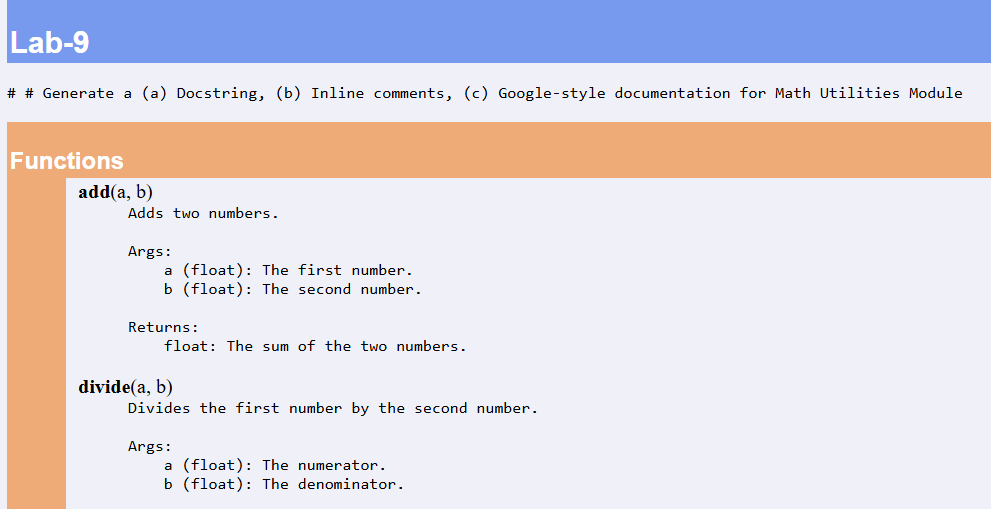 Lab-9
# # Generate a (a) Docstring, (b) Inline comments, (c) Google-style documentation for Math Utilities Module
Functions
add(a, b)
Adds two numbers.
Args:
a (float): The first number.
b (float): The second number.
Returns:
float: The sum of the two numbers.
divide(a, b)
Divides the first number by the second number.
Args:
a (float): The numerator.
b (float): The denominator.